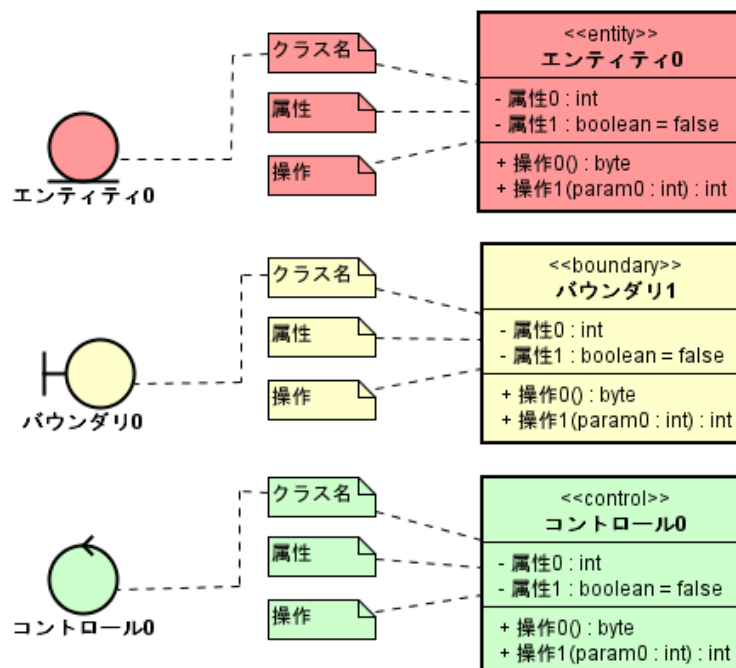 クラス名
属性
操作
エンティティ0
<<entity>>
エンティティ0
- 属性0 : int
- 属性1 : boolean = false
+ 操作0() : byte
+ 操作1(param0 : int) : int
クラス名
属性
操作
バウンダリ0
<<boundary>>
バウンダリ1
- 属性0 : int
- 属性1 : boolean = false
+ 操作0() : byte
+ 操作1(param0 : int) : int
クラス名
属性
操作
コントロール0
<<control>>
コントロール0
- 属性0 : int
- 属性1 : boolean = false
+ 操作0() : byte
+ 操作1(param0 : int) : int